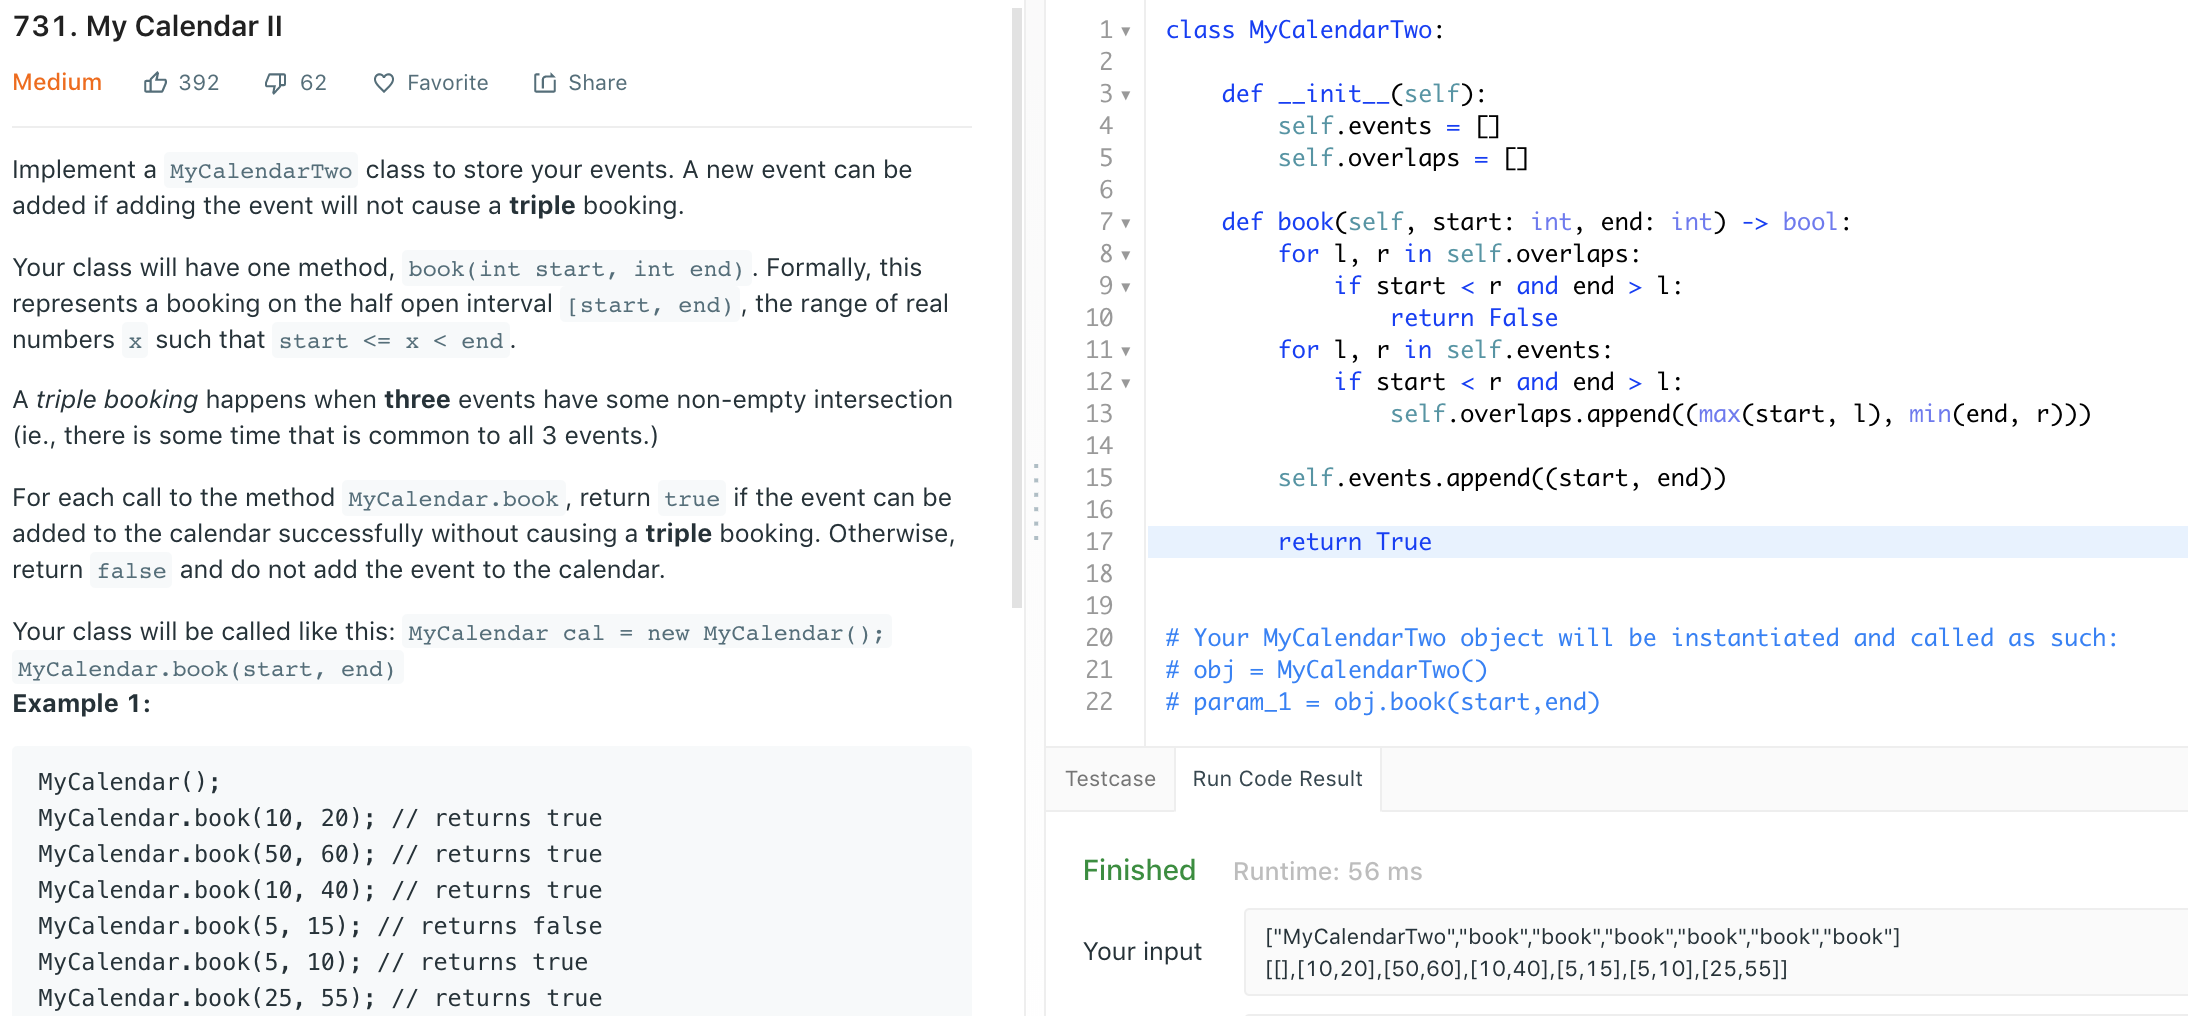 731. My Calendar II
Medium 392 62 Favorite Share
Implement a MyCalendarTwo class to store your events. A new event can be
added if adding the event will not cause a triple booking.
Your class will have one method, book(int start, int end). Formally, this
represents a booking on the half open interval [start, end), the range of real
numbers x such that start <= x < end.
A triple booking happens when three events have some non-empty intersection
(ie., there is some time that is common to all 3 events.)
For each call to the method MyCalendar.book, return true if the event can be
added to the calendar successfully without causing a triple booking. Otherwise,
return false and do not add the event to the calendar.
Your class will be called like this: MyCalendar cal = new MyCalendar();
MyCalendar.book(start, end)
Example 1:
MyCalendar();
MyCalendar.book(10, 20); // returns true
MyCalendar.book(50, 60); // returns true
MyCalendar.book(10, 40); // returns true
MyCalendar.book(5, 15); // returns false
MyCalendar.book(5, 10); // returns true
MyCalendar.book(25, 55); // returns true
1 class MyCalendarTwo:
2
3     def __init__(self):
4         self.events = []
5         self.overlaps = []
6
7     def book(self, start: int, end: int) -> bool:
8         for l, r in self.overlaps:
9             if start < r and end > l:
10                 return False
11         for l, r in self.events:
12             if start < r and end > l:
13                 self.overlaps.append((max(start, l), min(end, r)))
14
15         self.events.append((start, end))
16
17         return True
18
19
20 # Your MyCalendarTwo object will be instantiated and called as such:
21 # obj = MyCalendarTwo()
22 # param_1 = obj.book(start,end)
Testcase Run Code Result
Finished Runtime: 56 ms
Your input
["MyCalendarTwo","book","book","book","book","book","book"]
[[],[10,20],[50,60],[10,40],[5,15],[5,10],[25,55]]